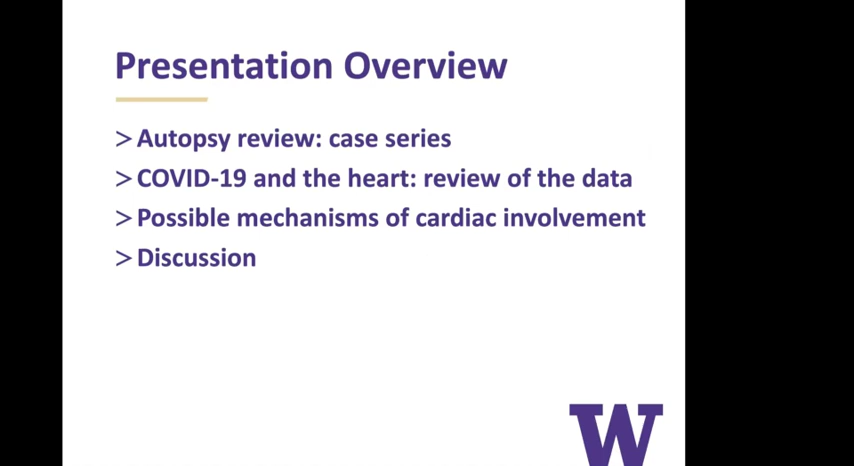 Presentation Overview
> Autopsy review: case series
> COVID-19 and the heart: review of the data
> Possible mechanisms of cardiac involvement
> Discussion
W